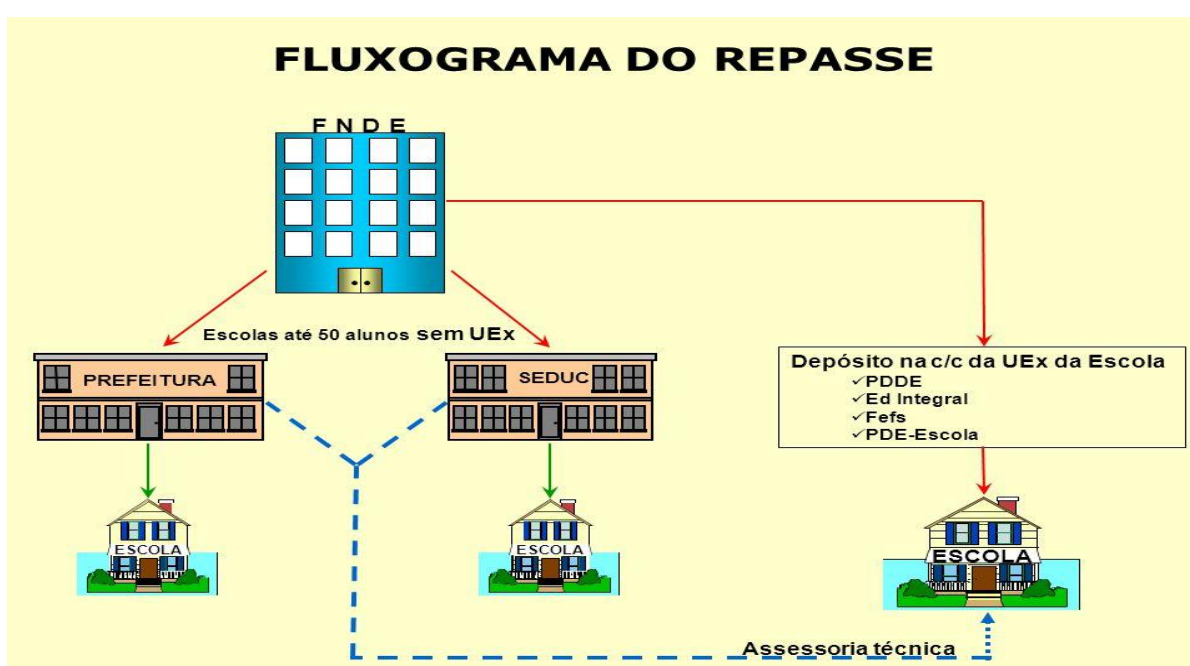 FLUXOGRAMA DO REPASSE
F N D E
Escolas até 50 alunos sem UEx
PREFEITURA
SEDUC
Depósito na c/c da UEx da Escola
✓PDDE
✓Ed Integral
✓Fefs
✓PDE-Escola
ESCOLA
ESCOLA
ESCOLA
Assessoria técnica